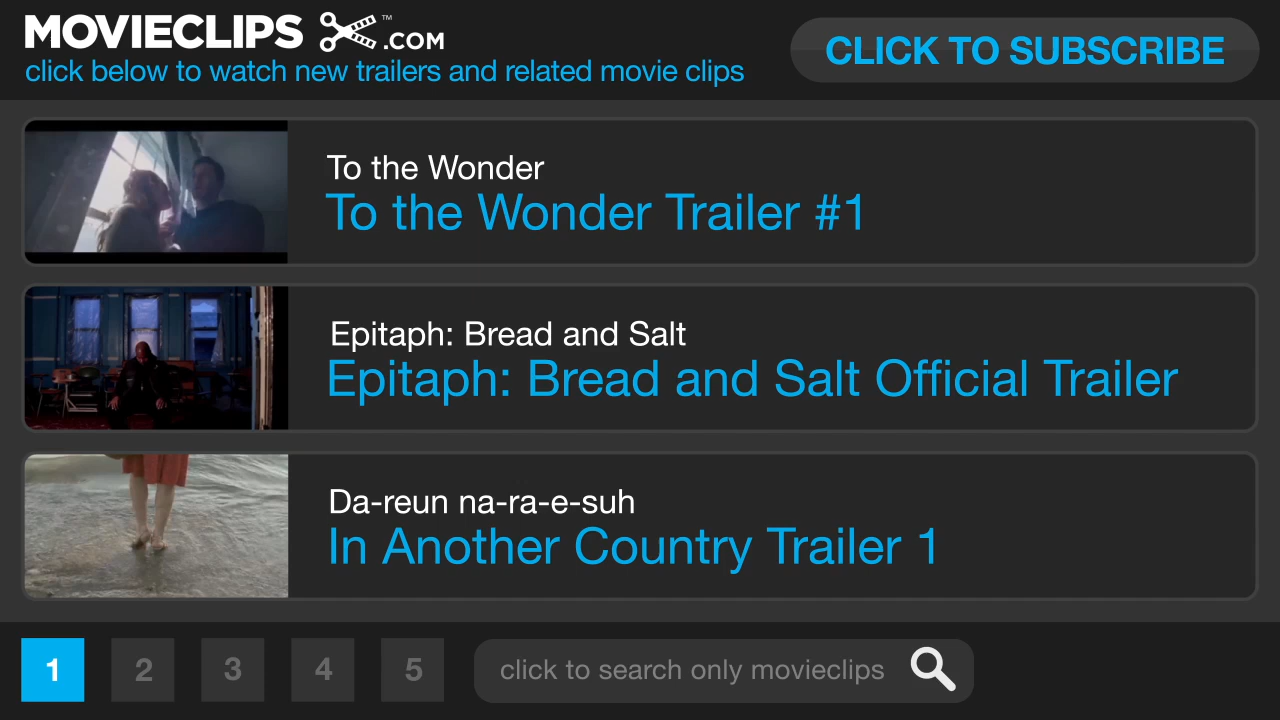 MOVIECLIPS ™ .COM
click below to watch new trailers and related movie clips
CLICK TO SUBSCRIBE
To the Wonder
To the Wonder Trailer #1
Epitaph: Bread and Salt
Epitaph: Bread and Salt Official Trailer
Da-reun na-ra-e-suh
In Another Country Trailer 1
1 2 3 4 5
click to search only movieclips